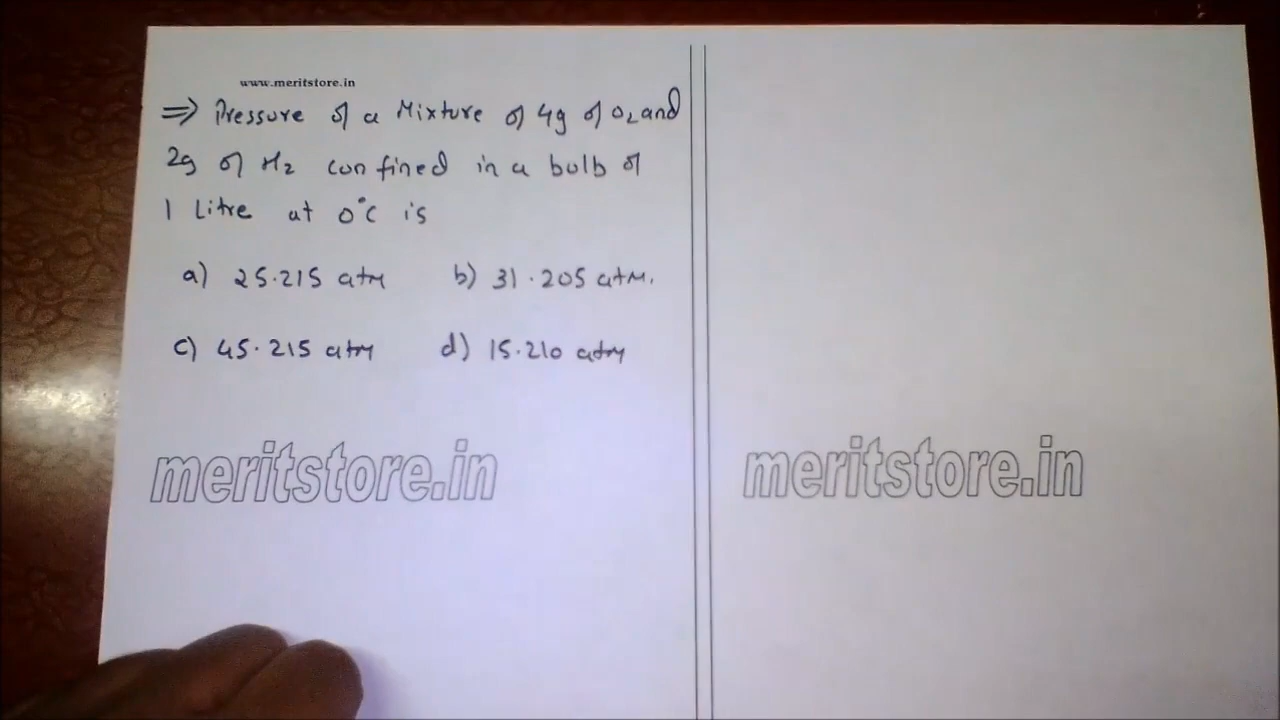 www.meritstore.in
⇒ Pressure of a Mixture of 4g of O₂ and
2g of H₂ confined in a bulb of
1 Litre at 0°C is
a) 25.215 atm b) 31.205 atm.
c) 45.215 atm d) 15.210 atm
meritstore.in meritstore.in